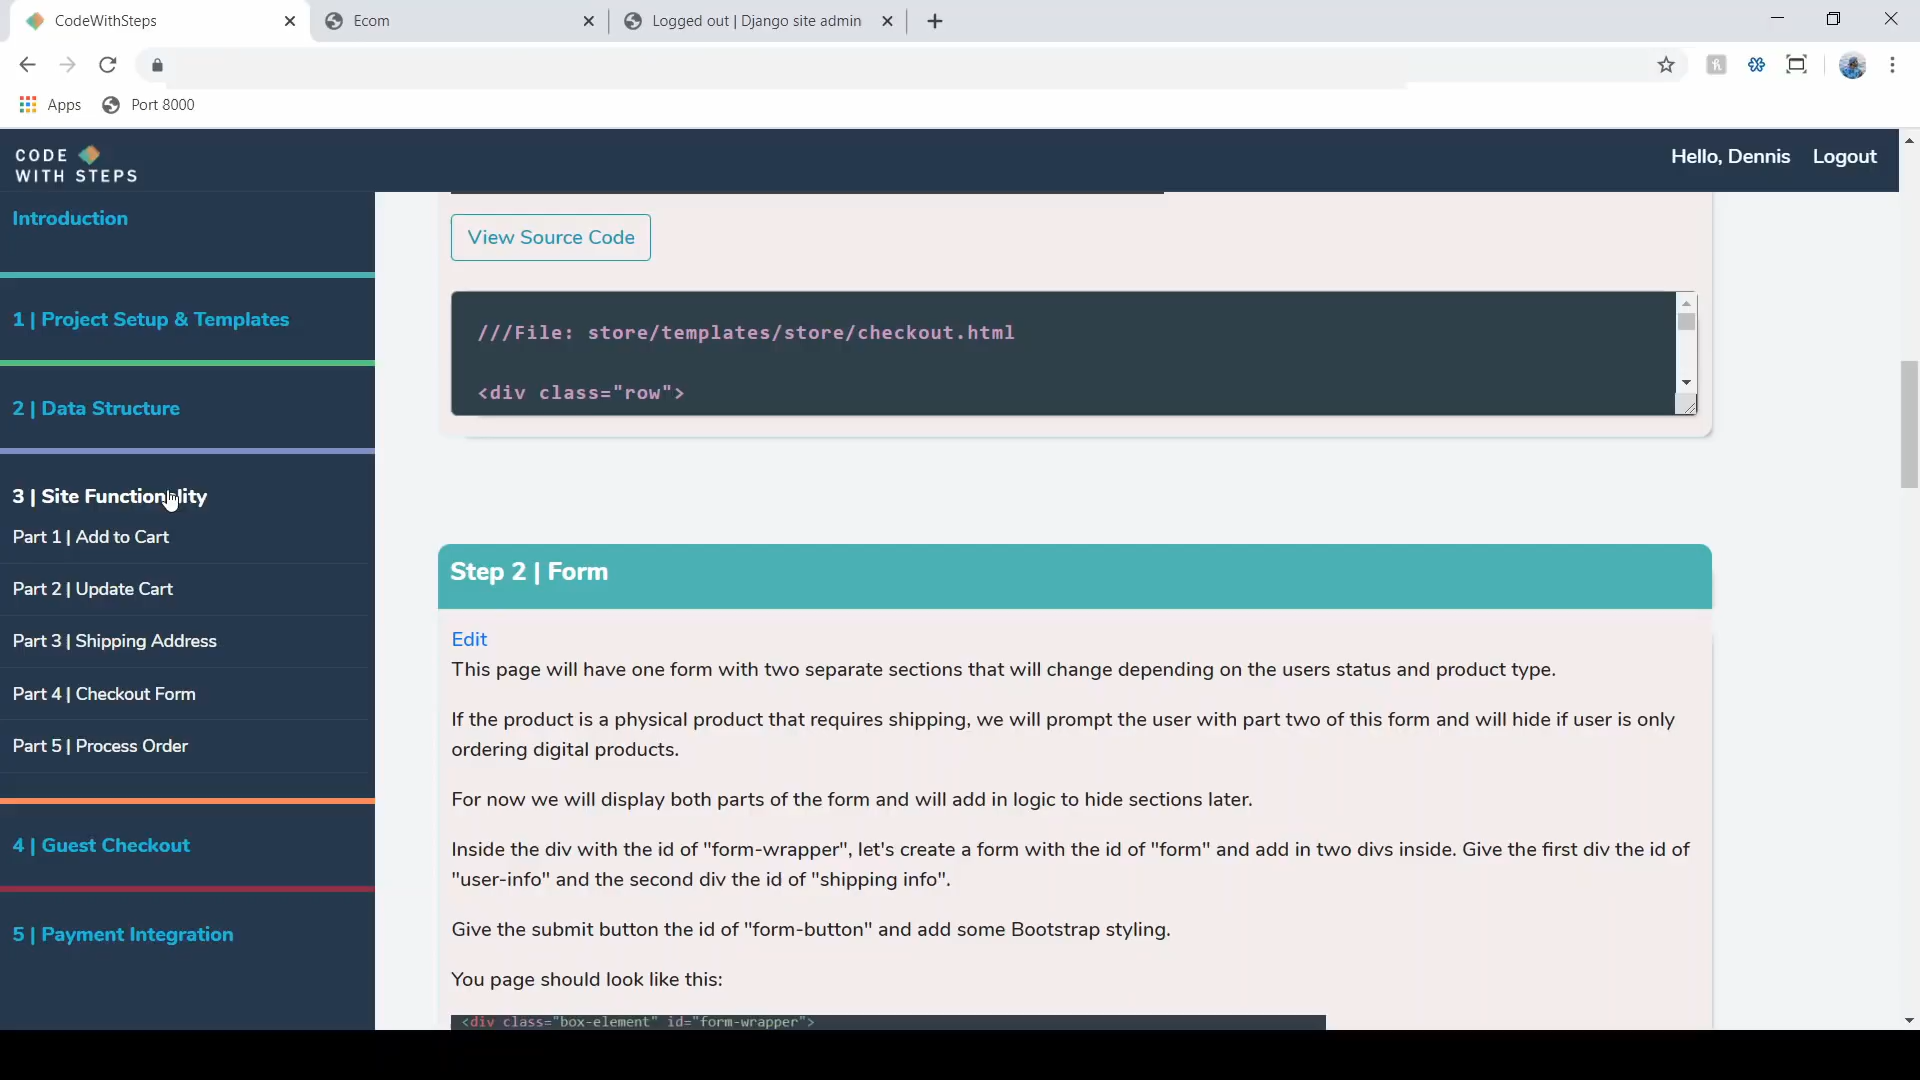 CodeWithSteps
Ecom
Logged out | Django site admin
Apps
Port 8000
CODE
WITH STEPS
Hello, Dennis
Logout
Introduction
1 | Project Setup & Templates
2 | Data Structure
3 | Site Functionality
Part 1 | Add to Cart
Part 2 | Update Cart
Part 3 | Shipping Address
Part 4 | Checkout Form
Part 5 | Process Order
4 | Guest Checkout
5 | Payment Integration
View Source Code
///File: store/templates/store/checkout.html
<div class="row">
Step 2 | Form
Edit
This page will have one form with two separate sections that will change depending on the users status and product type.
If the product is a physical product that requires shipping, we will prompt the user with part two of this form and will hide if user is only
ordering digital products.
For now we will display both parts of the form and will add in logic to hide sections later.
Inside the div with the id of "form-wrapper", let's create a form with the id of "form" and add in two divs inside. Give the first div the id of
"user-info" and the second div the id of "shipping info".
Give the submit button the id of "form-button" and add some Bootstrap styling.
You page should look like this:
<div class="box-element" id="form-wrapper">